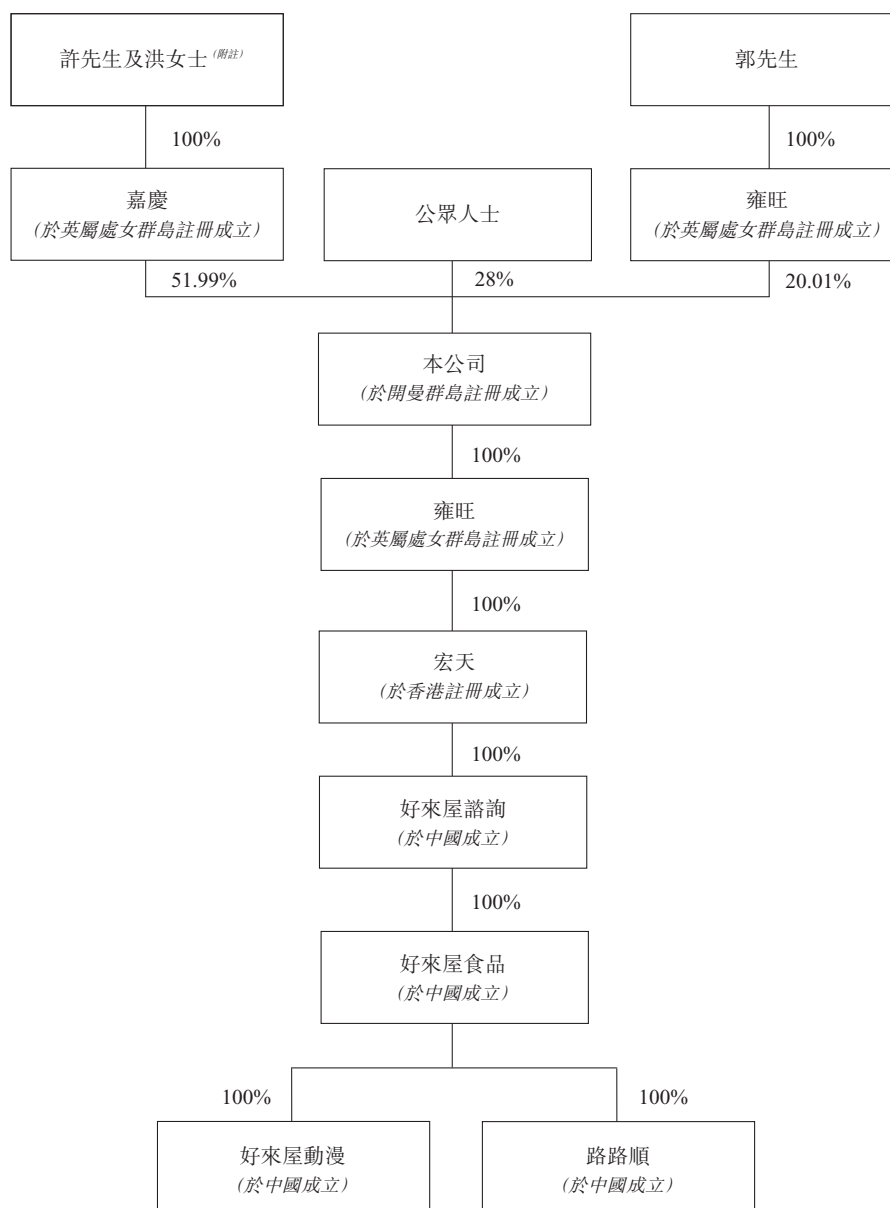 許先生及洪女士(附註)
郭先生
100%
100%
嘉慶
(於英屬處女群島註冊成立)
公眾人士
雍旺
(於英屬處女群島註冊成立)
51.99%
28%
20.01%
本公司
(於開曼群島註冊成立)
100%
雍旺
(於英屬處女群島註冊成立)
100%
宏天
(於香港註冊成立)
100%
好來屋諮詢
(於中國成立)
100%
好來屋食品
(於中國成立)
100%
100%
好來屋動漫
(於中國成立)
路路順
(於中國成立)